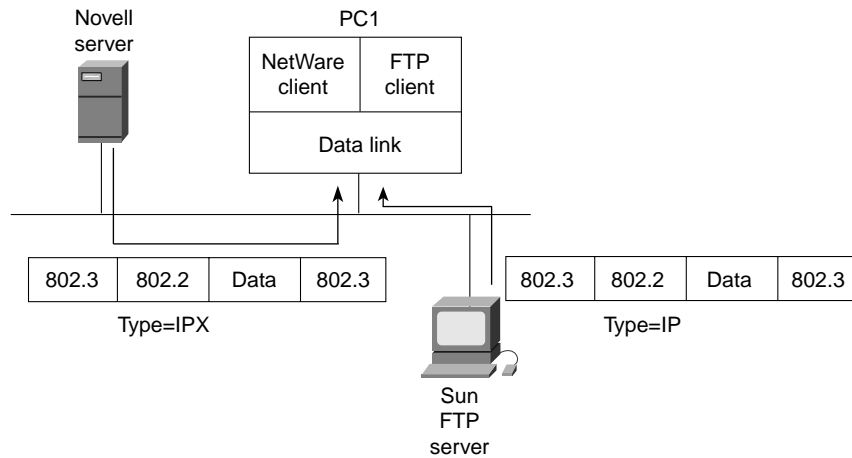 Novell
server
PC1
NetWare
client
FTP
client
Data link
802.3 802.2 Data 802.3
Type=IPX
802.3 802.2 Data 802.3
Type=IP
Sun
FTP
server